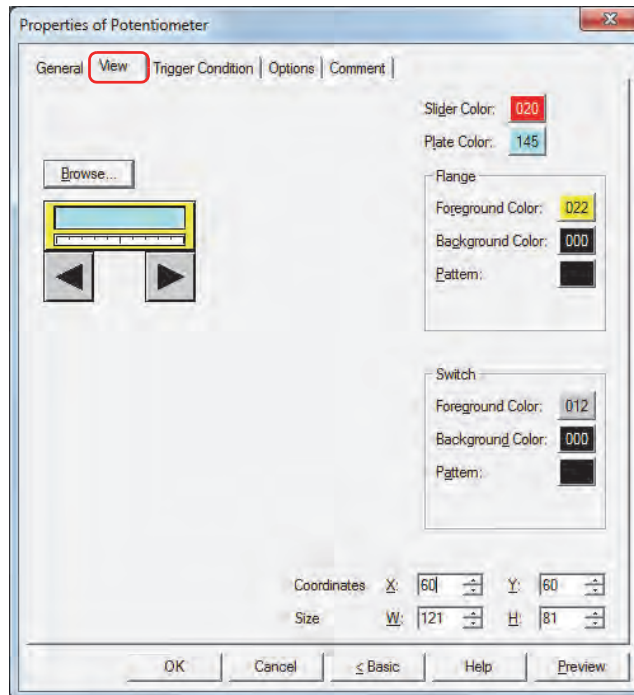 Properties of Potentiometer
General View Trigger Condition Options Comment
Slider Color: 020
Plate Color: 145
Browse...
Flange
Foreground Color: 022
Background Color: 000
Pattern:
Switch
Foreground Color: 012
Background Color: 000
Pattern:
Coordinates X: 60 Y: 60
Size W: 121 H: 81
OK Cancel < Basic Help Preview